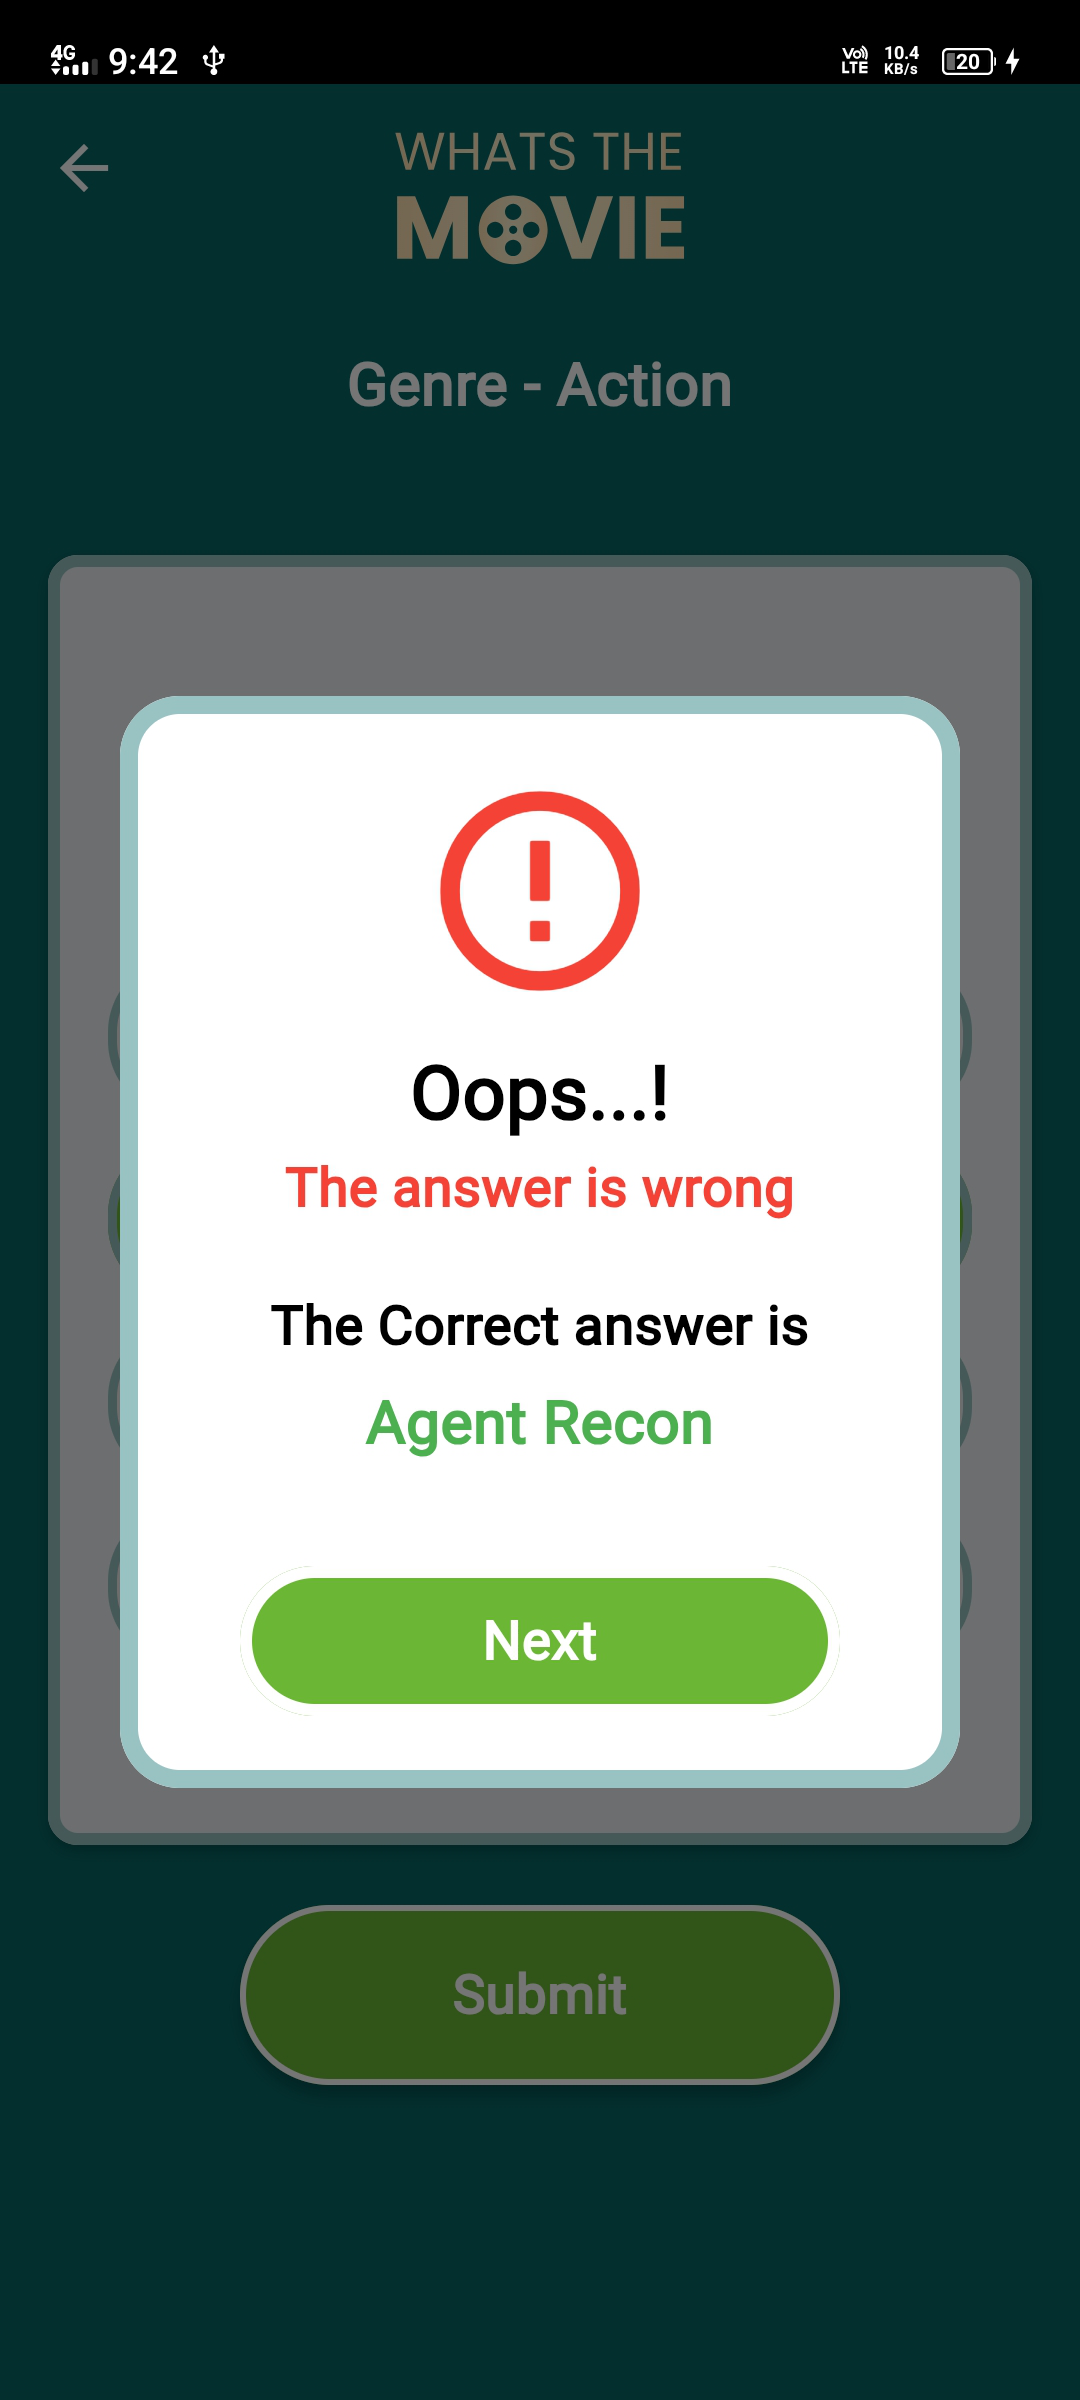 4G 9:42 Vo LTE 10.4 KB/s 20
WHATS THE
MOVIE
Genre - Action
Oops...!
The answer is wrong
The Correct answer is
Agent Recon
Next
Submit